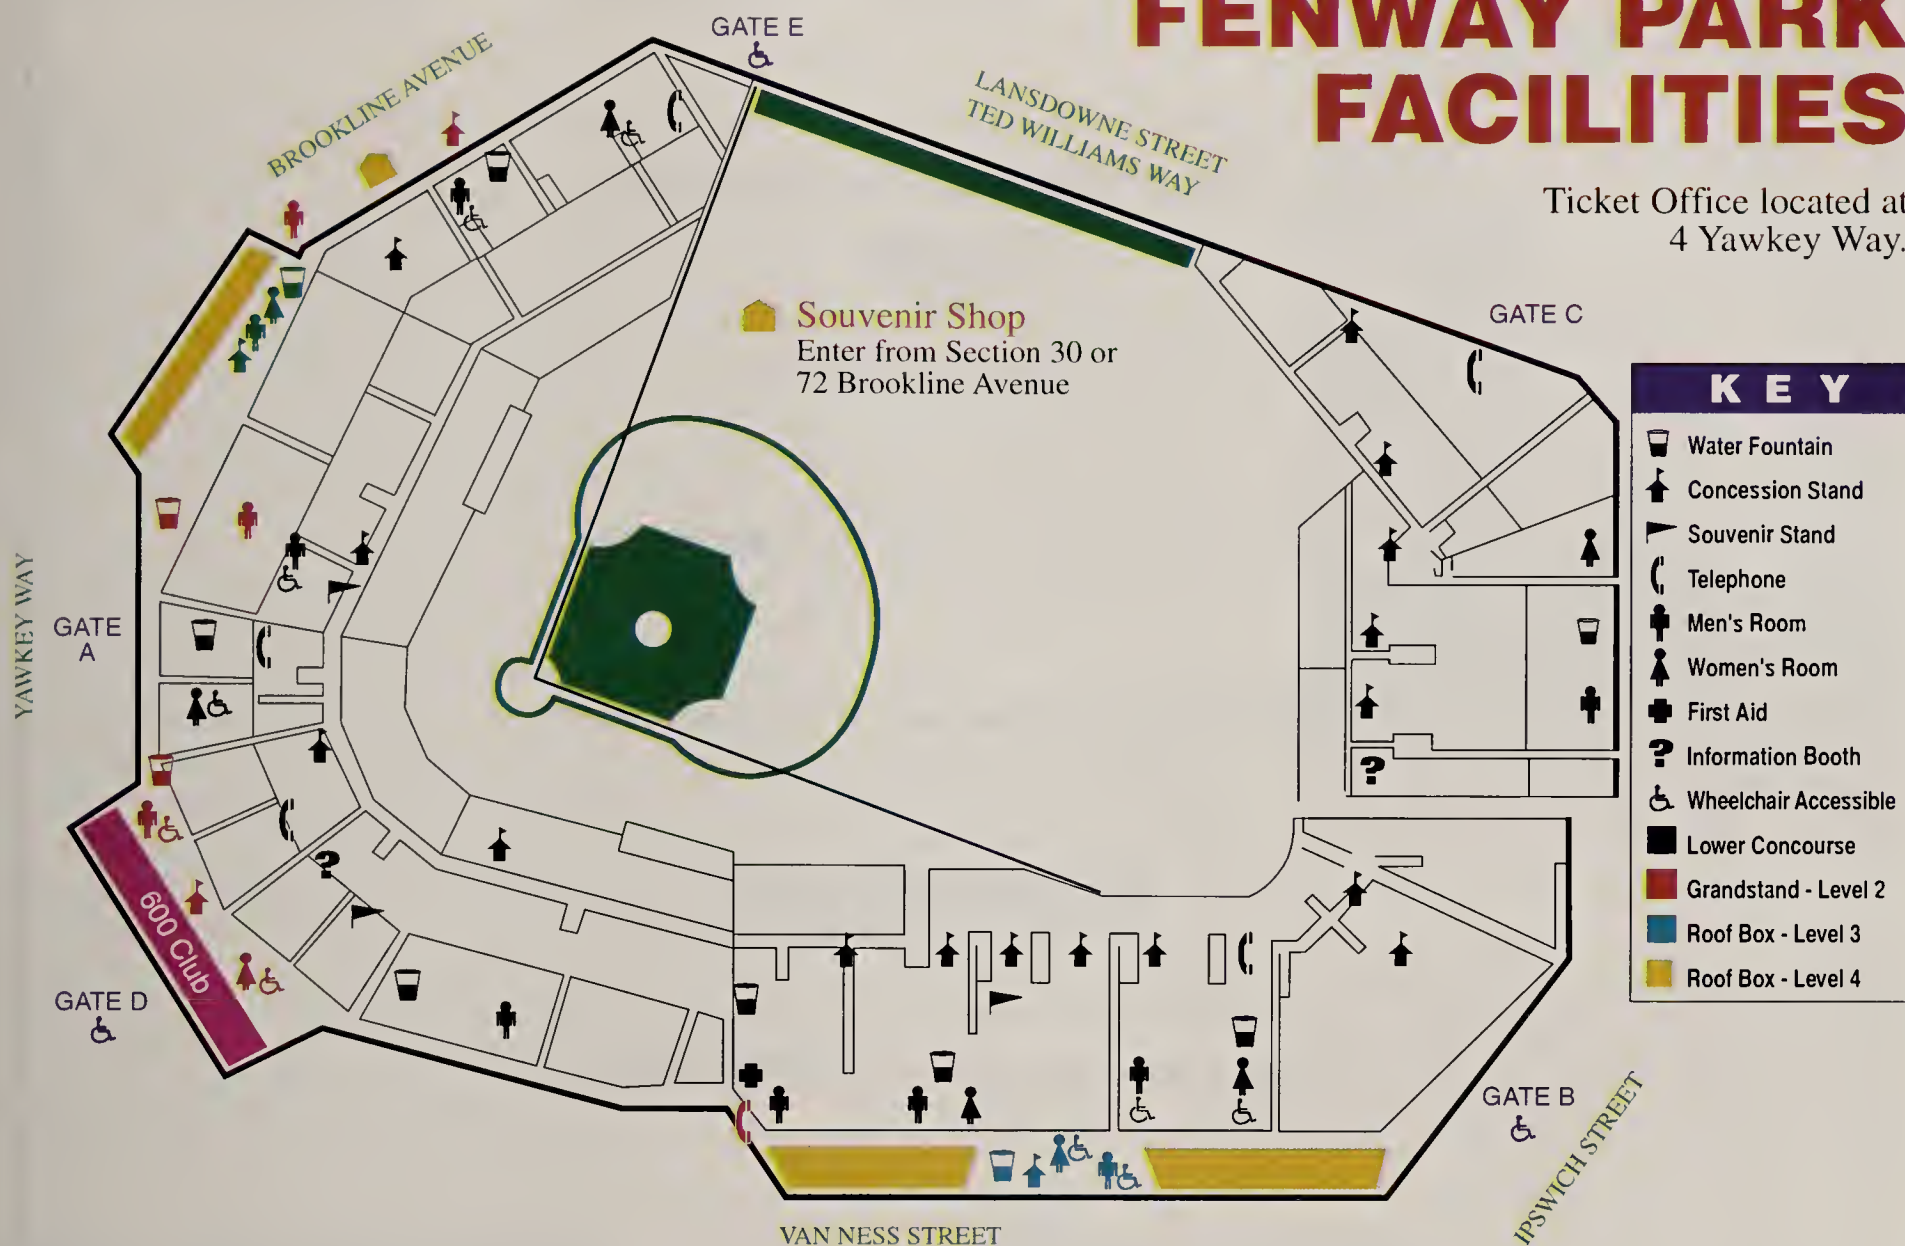 FENWAY PARK
FACILITIES
Ticket Office located at
4 Yawkey Way.
GATE E
BROOKLINE AVENUE
LANSDOWNE STREET
TED WILLIAMS WAY
Souvenir Shop
Enter from Section 30 or
72 Brookline Avenue
GATE C
KEY
Water Fountain
Concession Stand
Souvenir Stand
Telephone
Men's Room
Women's Room
First Aid
? Information Booth
Wheelchair Accessible
Lower Concourse
Grandstand - Level 2
Roof Box - Level 3
Roof Box - Level 4
YAWKEY WAY
GATE
A
?
?
600 Club
GATE D
GATE B
IPSWICH STREET
VAN NESS STREET